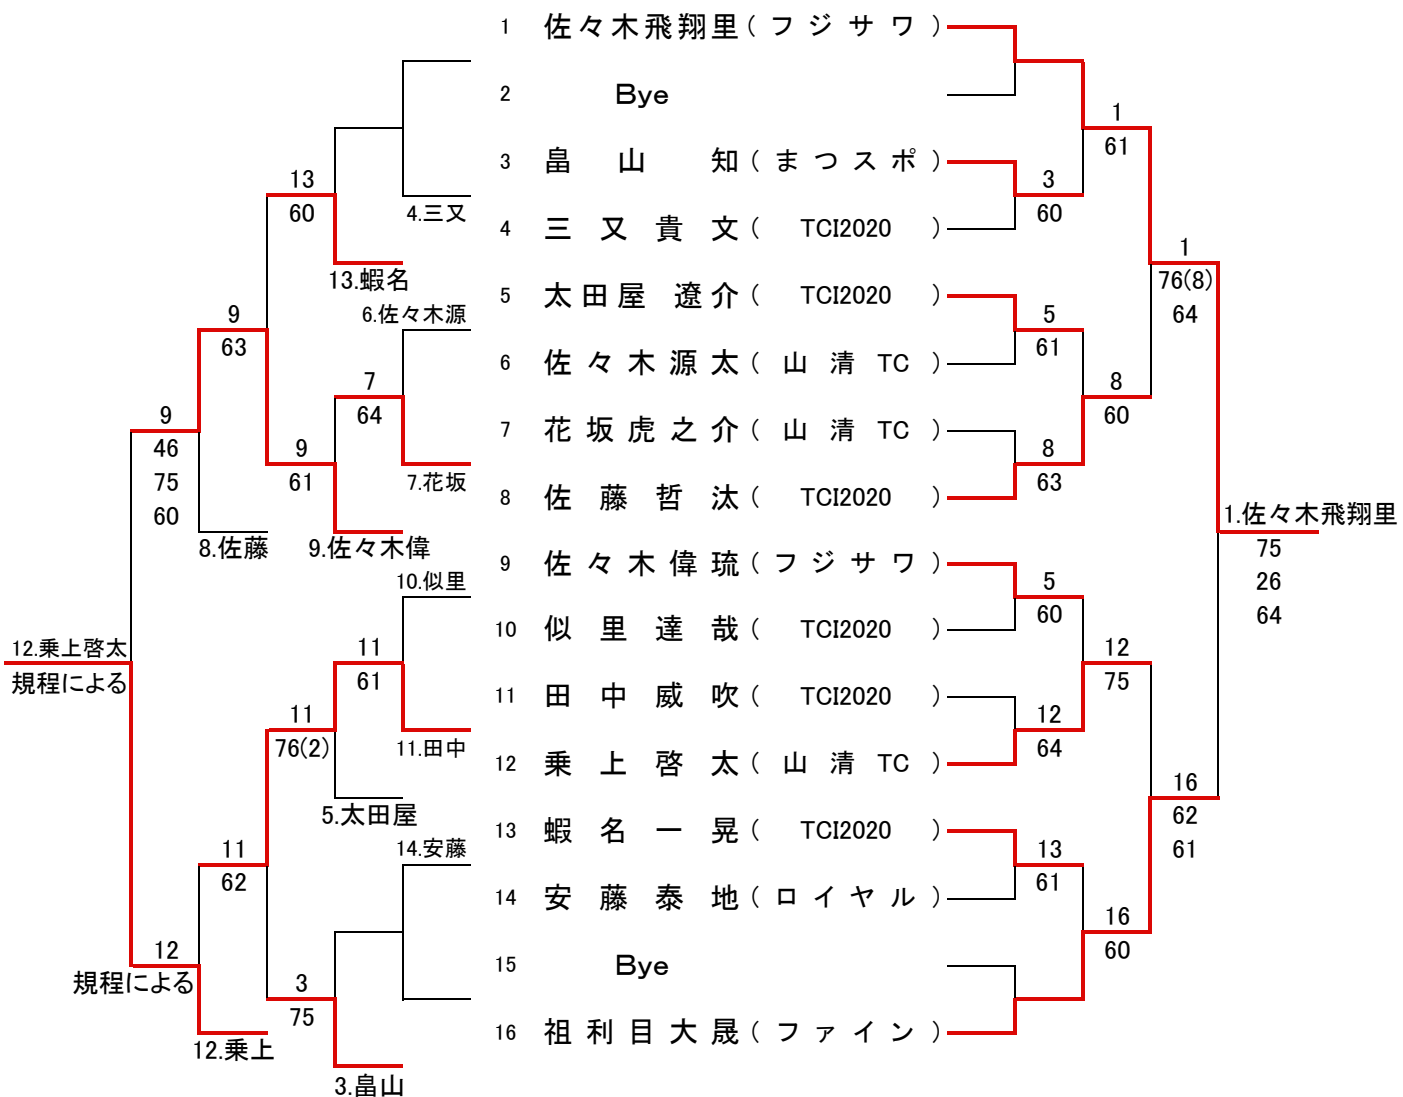 1 佐々木飛翔里 ( フジサワ )
2 Bye
3 畠山 知 ( まつスポ )
4 三又貴文 ( TCI2020 )
5 太田屋 遼介 ( TCI2020 )
6 佐々木源太 ( 山清TC )
7 花坂虎之介 ( 山清TC )
8 佐藤哲汰 ( TCI2020 )
9 佐々木偉琉 ( フジサワ )
10 似里達哉 ( TCI2020 )
11 田中威吹 ( TCI2020 )
12 乗上啓太 ( 山清TC )
13 蝦名一晃 ( TCI2020 )
14 安藤泰地 ( ロイヤル )
15 Bye
16 祖利目大晟 ( ファイン )
1
61
3
60
5
61
8
60
8
63
1
76(8)
64
5
60
12
75
12
64
13
61
16
60
16
62
61
1.佐々木飛翔里
75
26
64
4.三又
13
60
13.蝦名
6.佐々木源
7
64
7.花坂
9
63
9
61
9.佐々木偉
8.佐藤
9
46
75
60
10.似里
11
61
11.田中
11
76(2)
5.太田屋
14.安藤
11
62
3
75
3.畠山
12
規程による
12.乗上
12.乗上啓太
規程による